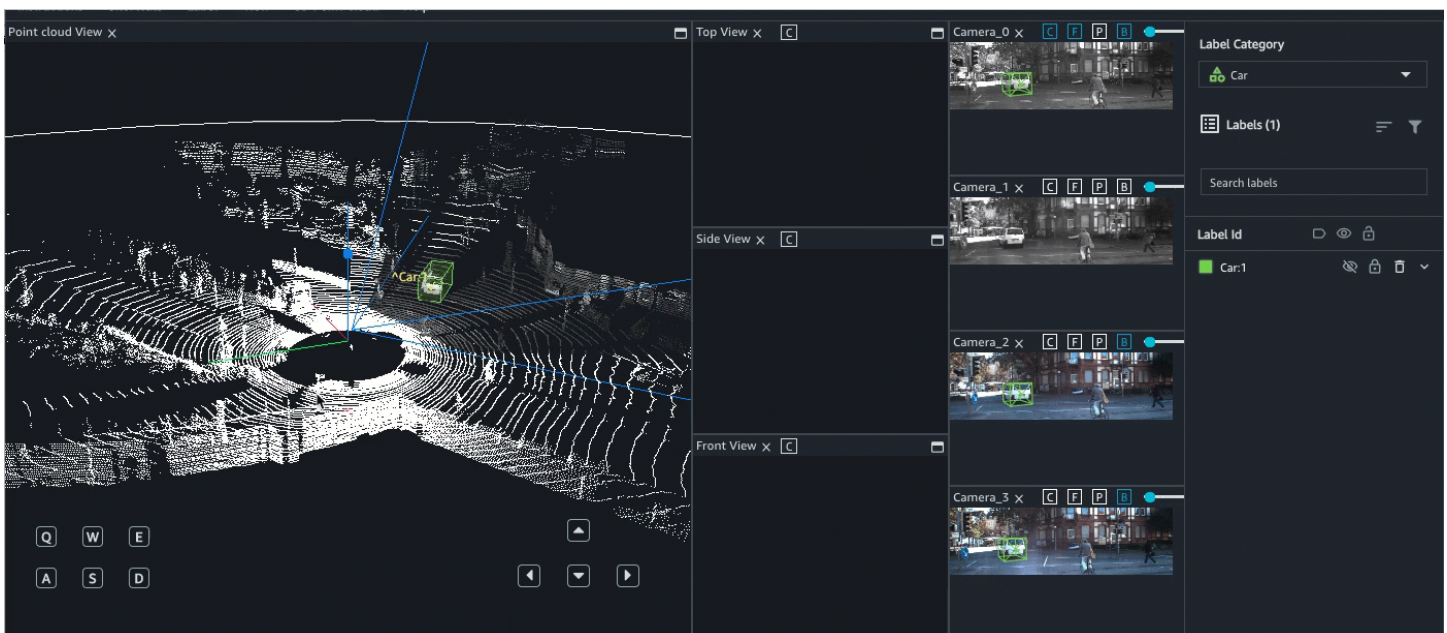 Point cloud View
Top View
C
Side View
C
Front View
C
Camera_0
C F P B
Camera_1
C F P B
Camera_2
C F P B
Camera_3
C F P B
Label Category
Car
Labels (1)
Search labels
Label Id
Car:1
Q W E
A S D